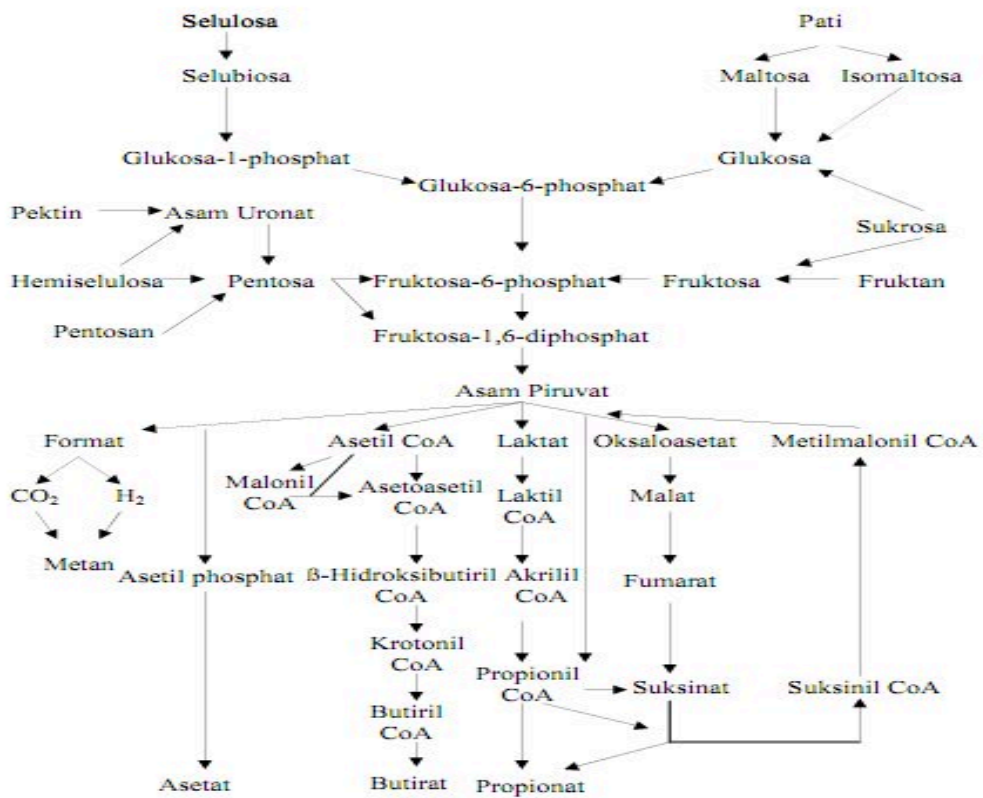 Selulosa
Pati
Selubiosa
Maltosa
Isomaltosa
Glukosa-1-phosphat
Glukosa
Glukosa-6-phosphat
Pektin
Asam Uronat
Sukrosa
Hemiselulosa
Pentosa
Fruktosa-6-phosphat
Fruktosa
Fruktan
Pentosan
Fruktosa-1,6-diphosphat
Asam Piruvat
Format
Asetil CoA
Laktat
Oksaloasetat
Metilmalonil CoA
CO₂
H₂
Malonil
CoA
Asetoasetil
CoA
Laktil
CoA
Malat
Metan
Asetil phosphat
ß-Hidroksibutiril
CoA
Akrilil
CoA
Fumarat
Krotonil
CoA
Propionil
CoA
Suksinat
Suksinil CoA
Butiril
CoA
Asetat
Butirat
Propionat